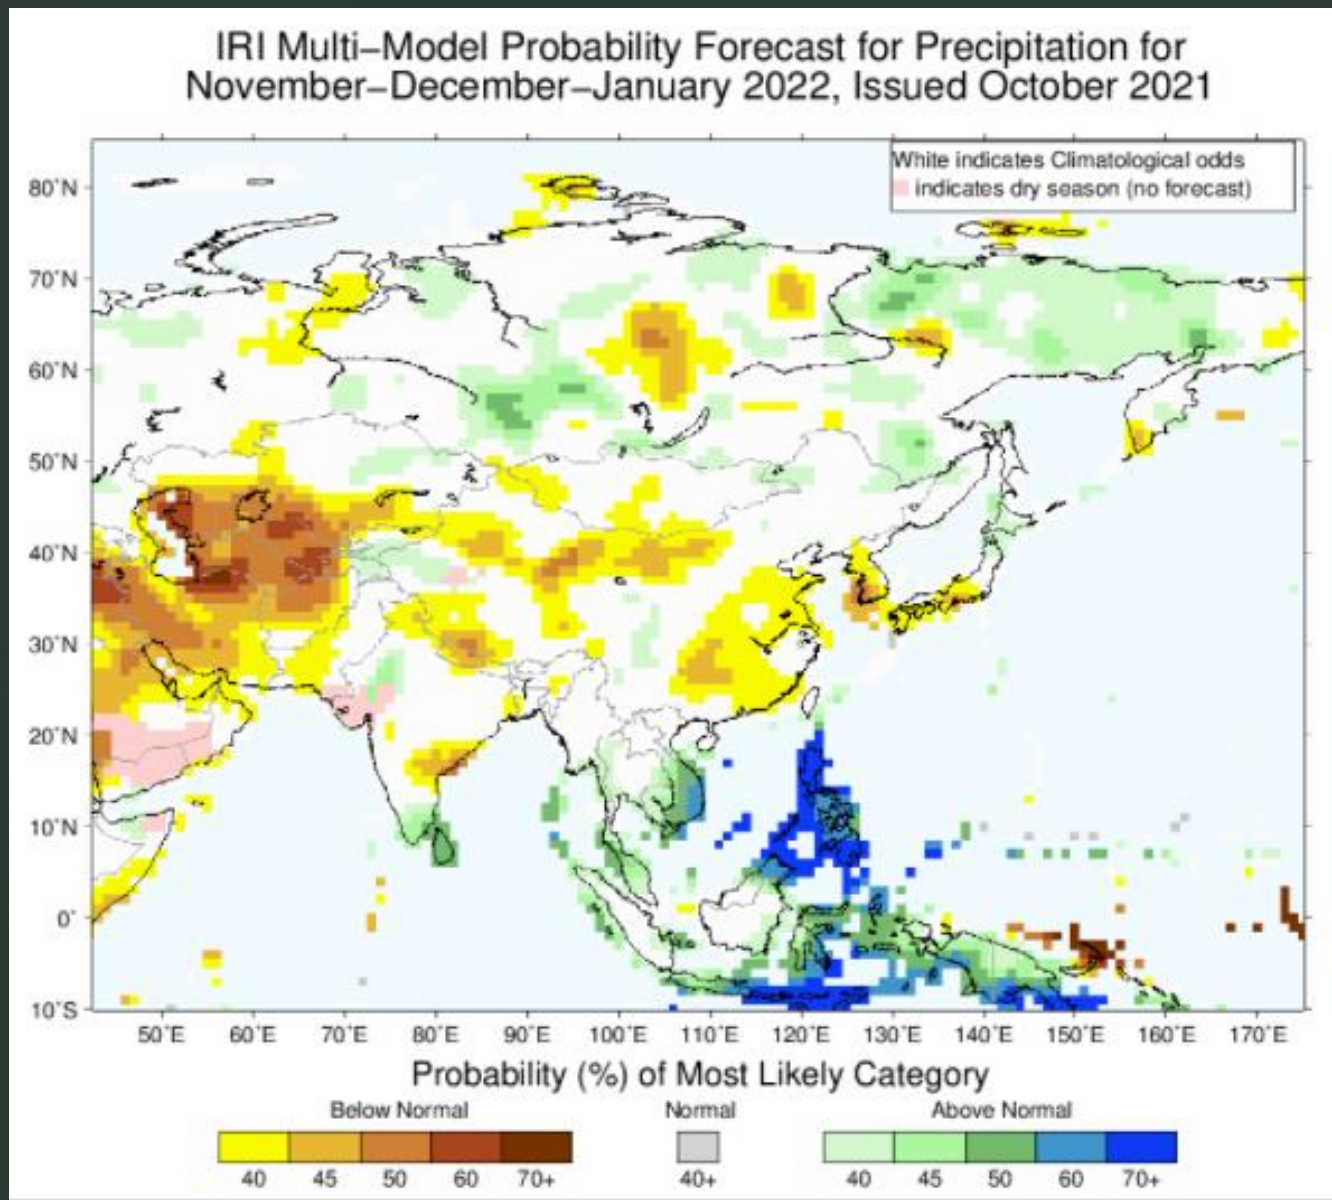 IRI Multi−Model Probability Forecast for Precipitation for
November−December−January 2022, Issued October 2021
White indicates Climatological odds
indicates dry season (no forecast)
80°N
70°N
60°N
50°N
40°N
30°N
20°N
10°N
0°
10°S
50°E 60°E 70°E 80°E 90°E 100°E 110°E 120°E 130°E 140°E 150°E 160°E 170°E
Probability (%) of Most Likely Category
Below Normal Normal Above Normal
40 45 50 60 70+ 40+ 40 45 50 60 70+